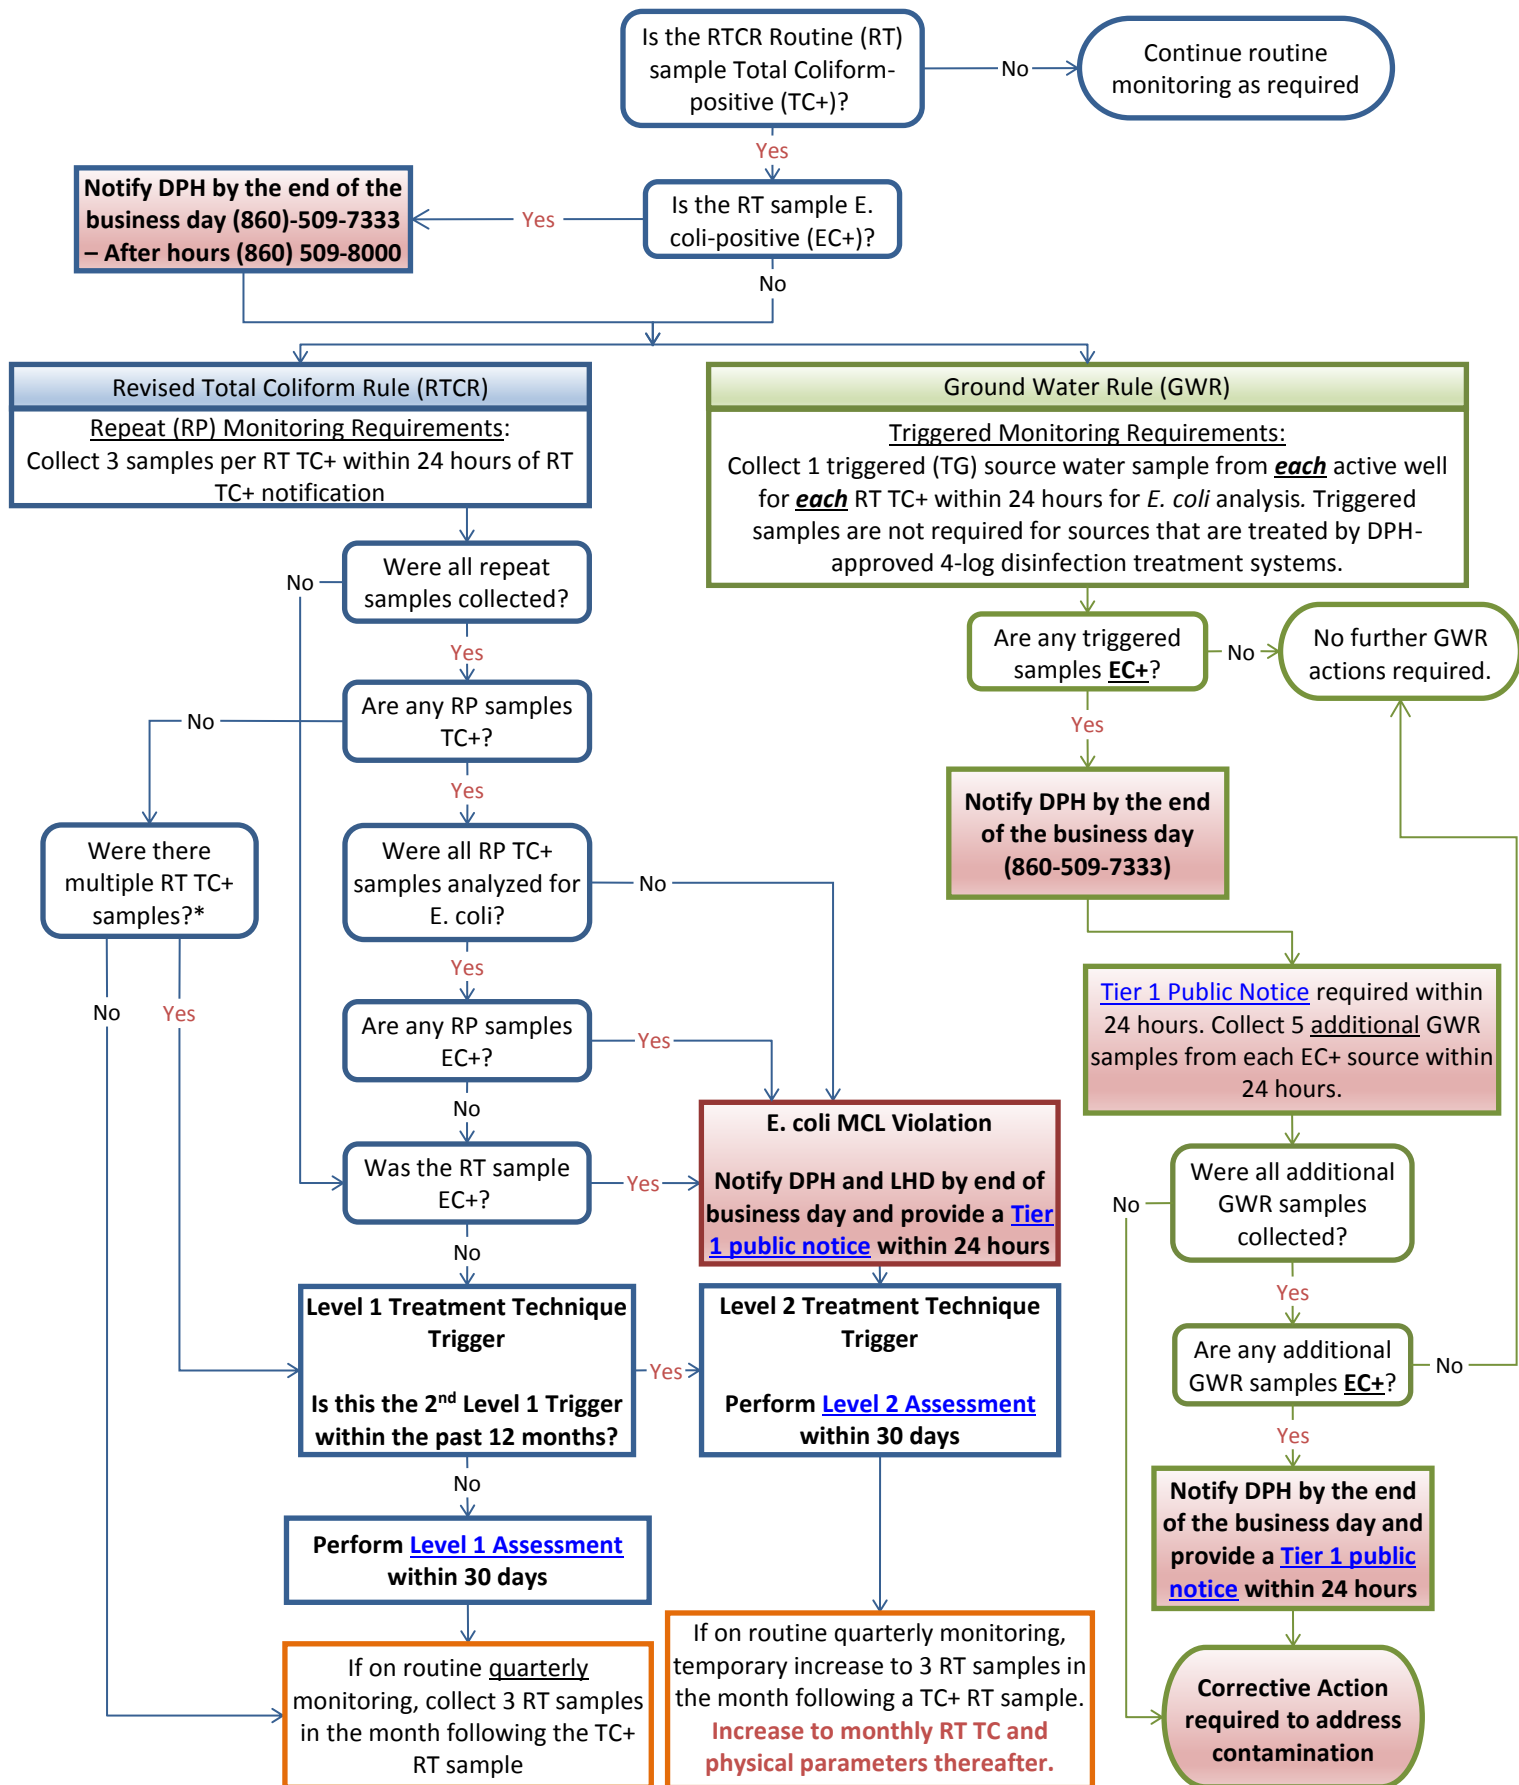 Is the RTCR Routine (RT)
sample Total Coliform-
positive (TC+)?
No
Continue routine
monitoring as required
Yes
Notify DPH by the end of the
business day (860)-509-7333
– After hours (860) 509-8000
Yes
Is the RT sample E.
coli-positive (EC+)?
No
Revised Total Coliform Rule (RTCR)
Repeat (RP) Monitoring Requirements:
Collect 3 samples per RT TC+ within 24 hours of RT
TC+ notification
Ground Water Rule (GWR)
Triggered Monitoring Requirements:
Collect 1 triggered (TG) source water sample from each active well
for each RT TC+ within 24 hours for E. coli analysis. Triggered
samples are not required for sources that are treated by DPH-
approved 4-log disinfection treatment systems.
No
Were all repeat
samples collected?
Yes
No
Are any RP samples
TC+?
Yes
Were there
multiple RT TC+
samples?*
Were all RP TC+
samples analyzed for
E. coli?
No
Yes
No
Yes
Are any RP samples
EC+?
Yes
No
Was the RT sample
EC+?
Yes
No
E. coli MCL Violation
Notify DPH and LHD by end of
business day and provide a Tier
1 public notice within 24 hours
Level 1 Treatment Technique
Trigger
Is this the 2nd Level 1 Trigger
within the past 12 months?
Yes
Level 2 Treatment Technique
Trigger
Perform Level 2 Assessment
within 30 days
No
Perform Level 1 Assessment
within 30 days
If on routine quarterly
monitoring, collect 3 RT samples
in the month following the TC+
RT sample
If on routine quarterly monitoring,
temporary increase to 3 RT samples in
the month following a TC+ RT sample.
Increase to monthly RT TC and
physical parameters thereafter.
Are any triggered
samples EC+?
No
No further GWR
actions required.
Yes
Notify DPH by the end
of the business day
(860-509-7333)
Tier 1 Public Notice required within
24 hours. Collect 5 additional GWR
samples from each EC+ source within
24 hours.
Were all additional
GWR samples
collected?
No
Yes
Are any additional
GWR samples EC+?
No
Yes
Notify DPH by the end
of the business day and
provide a Tier 1 public
notice within 24 hours
Corrective Action
required to address
contamination